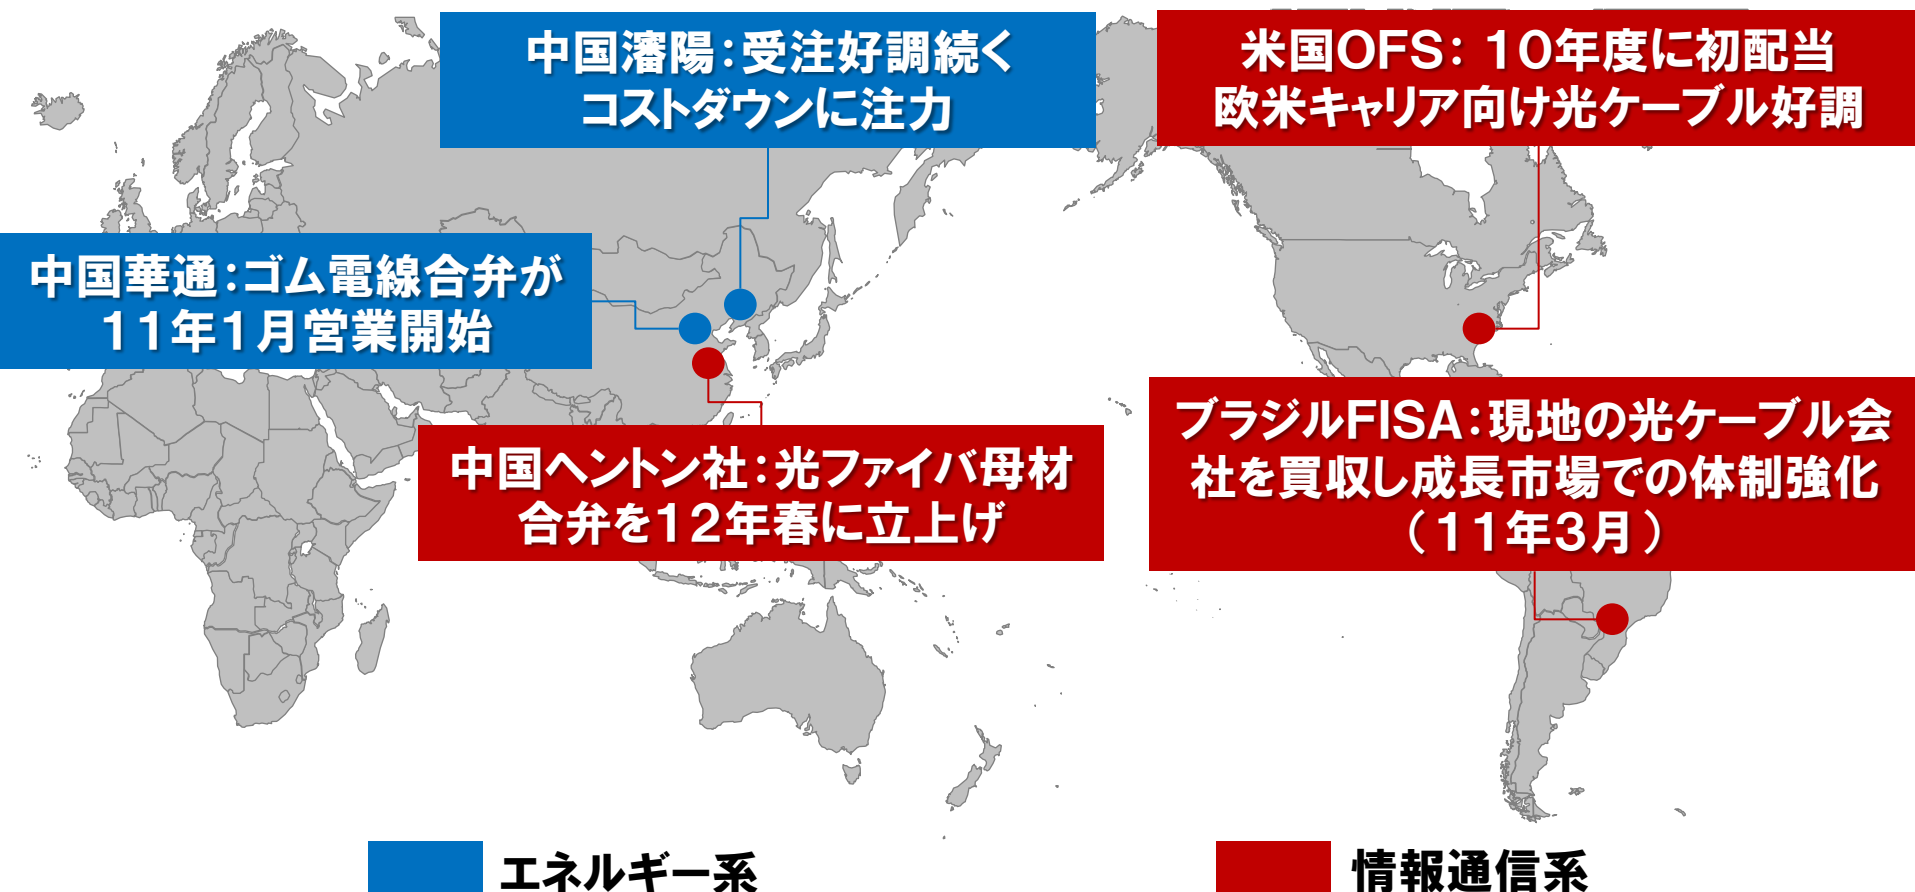 中国瀋陽：受注好調続く
コストダウンに注力
米国OFS：１０年度に初配当
欧米キャリア向け光ケーブル好調
中国華通：ゴム電線合弁が
１１年１月営業開始
中国ヘントン社：光ファイバ母材
合弁を１２年春に立上げ
ブラジルFISA：現地の光ケーブル会
社を買収し成長市場での体制強化
（１１年３月）
エネルギー系
情報通信系